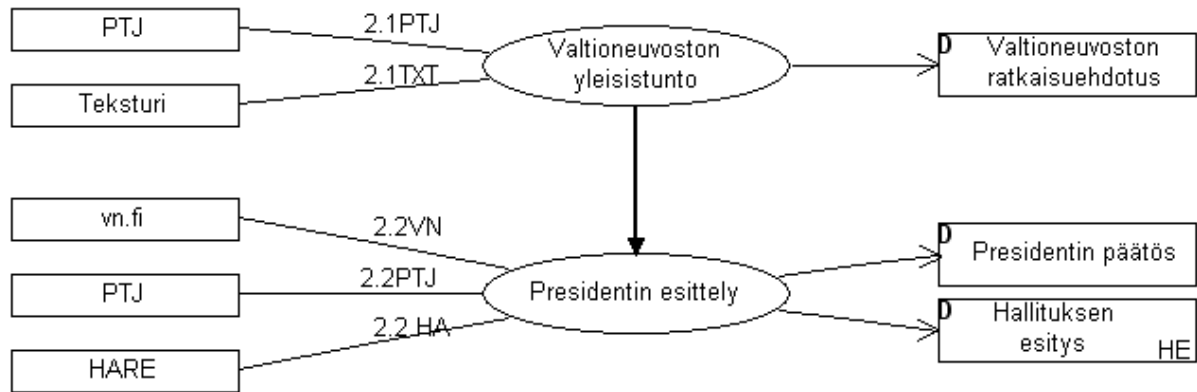 PTJ
2.1PTJ
Valtioneuvoston
yleisistunto
D
Valtioneuvoston
ratkaisuehdotus
Teksturi
2.1TXT
vn.fi
2.2VN
PTJ
2.2PTJ
Presidentin esittely
D
Presidentin päätös
HARE
2.2 HA
D
Hallituksen
esitys
HE